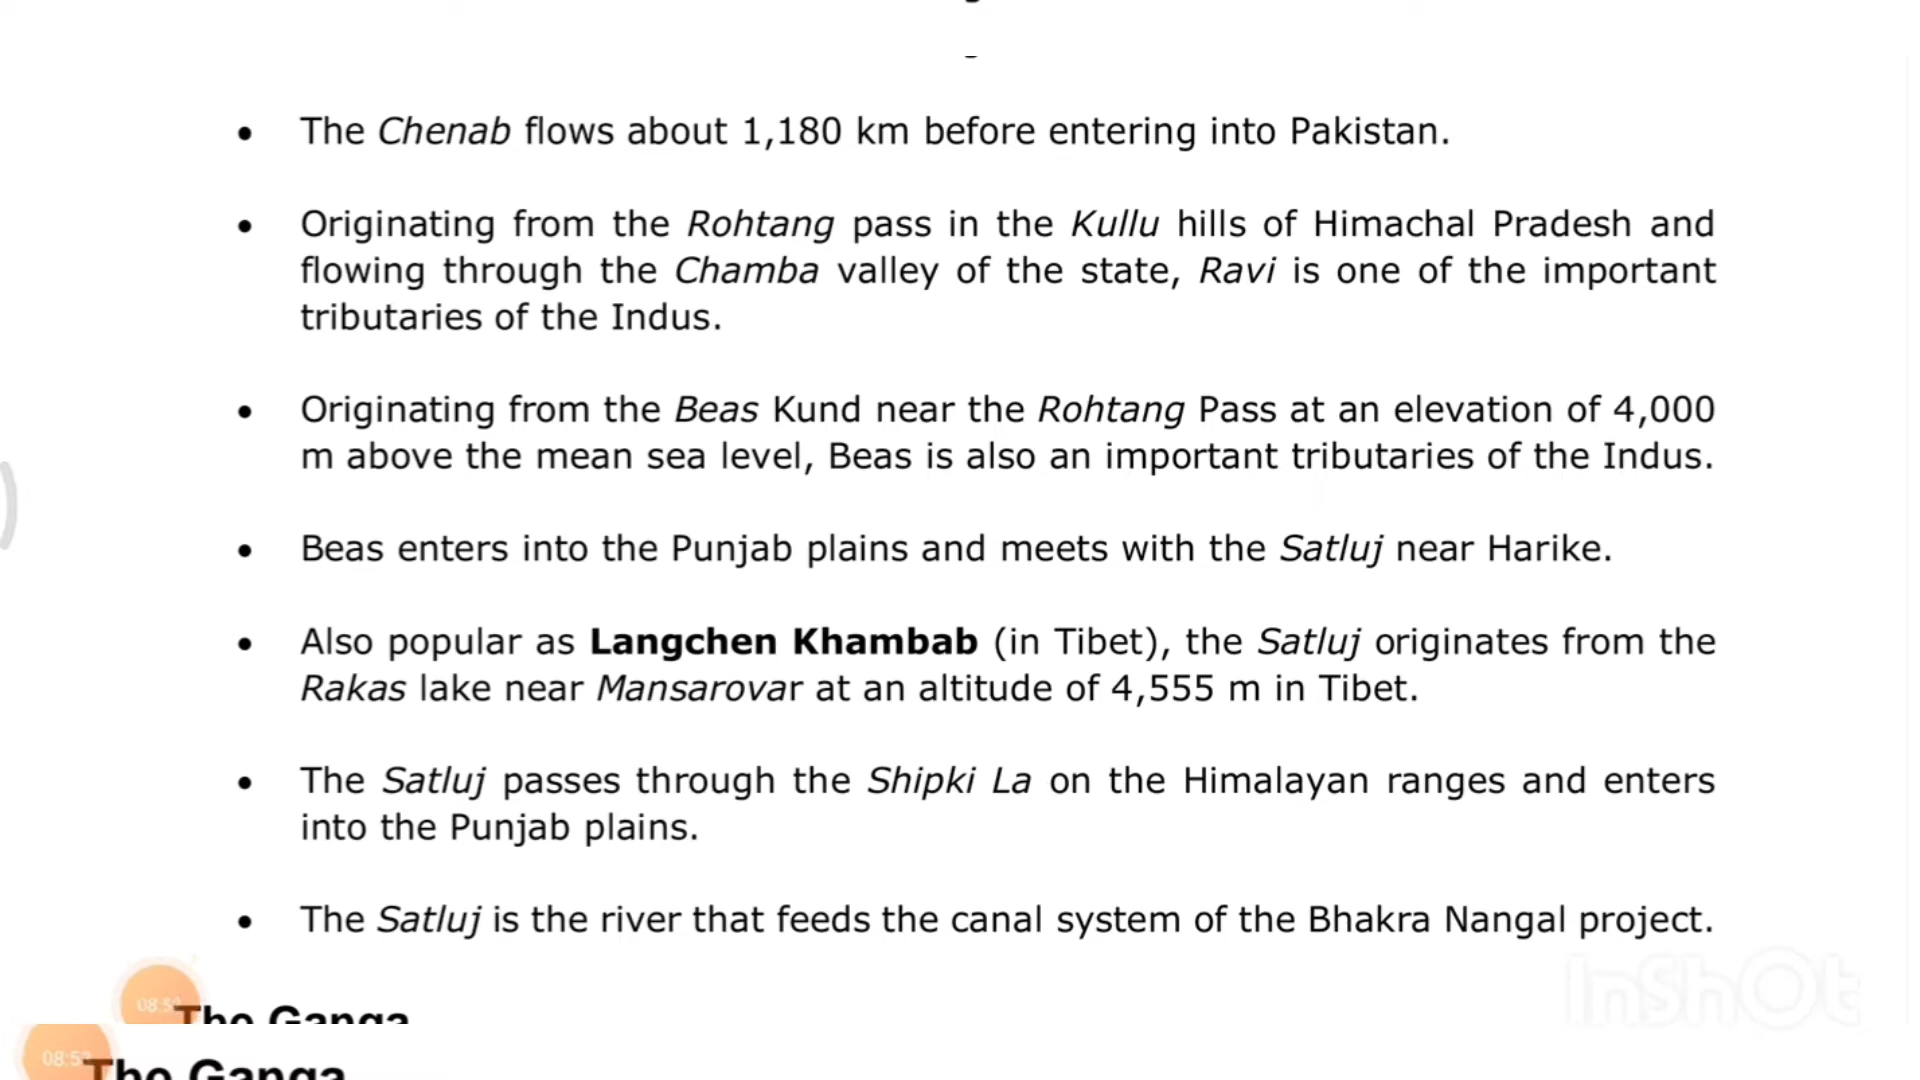 • The Chenab flows about 1,180 km before entering into Pakistan.
• Originating from the Rohtang pass in the Kullu hills of Himachal Pradesh and
flowing through the Chamba valley of the state, Ravi is one of the important
tributaries of the Indus.
• Originating from the Beas Kund near the Rohtang Pass at an elevation of 4,000
m above the mean sea level, Beas is also an important tributaries of the Indus.
• Beas enters into the Punjab plains and meets with the Satluj near Harike.
• Also popular as Langchen Khambab (in Tibet), the Satluj originates from the
Rakas lake near Mansarovar at an altitude of 4,555 m in Tibet.
• The Satluj passes through the Shipki La on the Himalayan ranges and enters
into the Punjab plains.
• The Satluj is the river that feeds the canal system of the Bhakra Nangal project.
InShOt
The Ganga
The Ganga